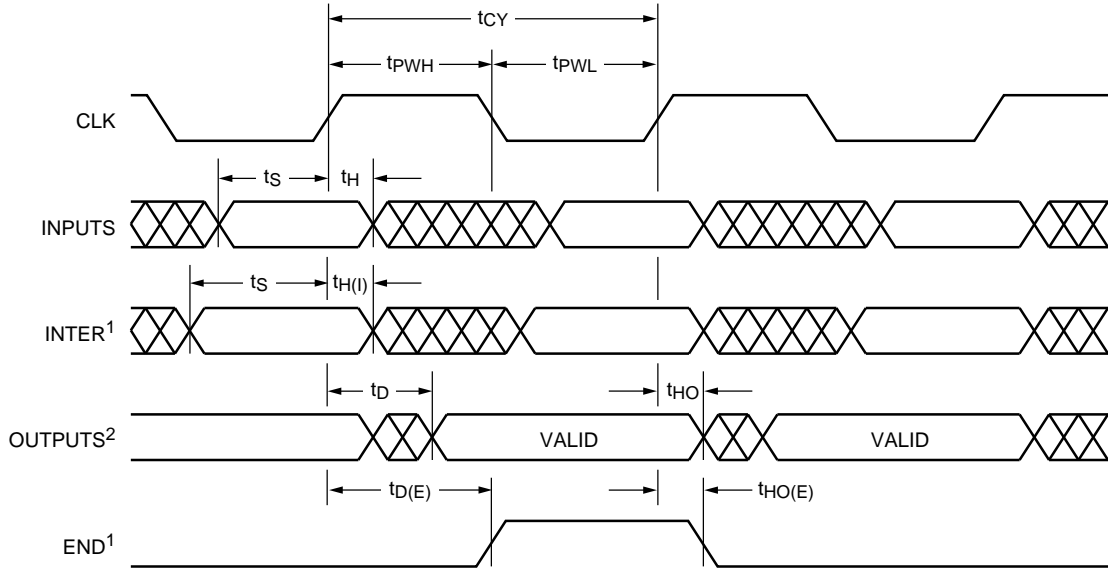 tCY
tPWH tPWL
CLK
tS tH
INPUTS
tS tH(I)
INTER1
tD tHO
OUTPUTS2 VALID VALID
tD(E) tHO(E)
END1